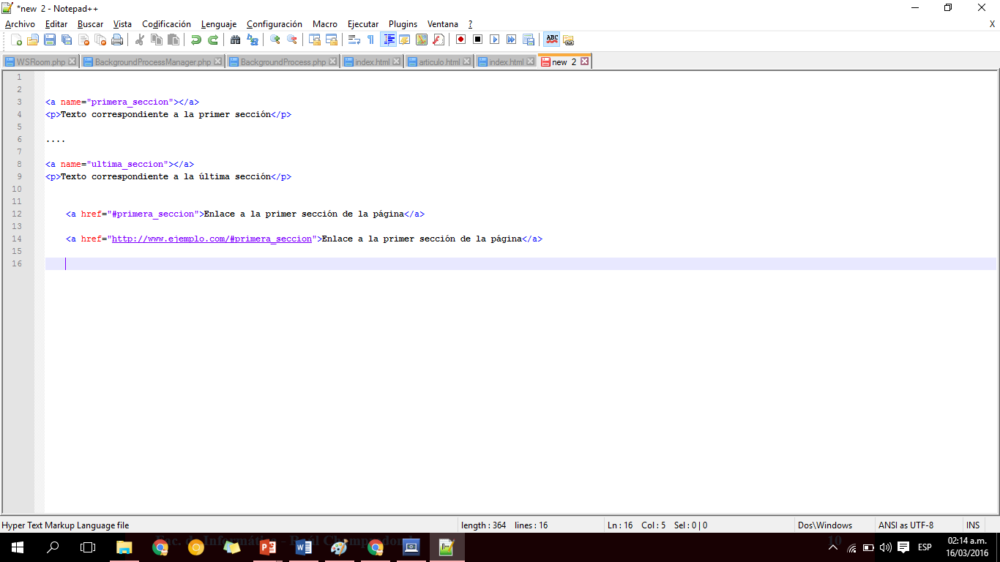 *new 2 - Notepad++
Archivo Editar Buscar Vista Codificación Lenguaje Configuración Macro Ejecutar Plugins Ventana ? X
WSRoom.php BackgroundProcessManager.php BackgroundProcess.php index.html articulo.html index.html new 2
1
2
3 <a name="primera_seccion"></a>
4 <p>Texto correspondiente a la primer sección</p>
5
6 ....
7
8 <a name="ultima_seccion"></a>
9 <p>Texto correspondiente a la última sección</p>
10
11
12 <a href="#primera_seccion">Enlace a la primer sección de la página</a>
13
14 <a href="http://www.ejemplo.com/#primera_seccion">Enlace a la primer sección de la página</a>
15
16
Hyper Text Markup Language file length : 364 lines : 16 Ln : 16 Col : 5 Sel : 0 | 0 Dos\Windows ANSI as UTF-8 INS
Fac. de Informática - Raúl 10
ESP 02:14 a.m.
16/03/2016